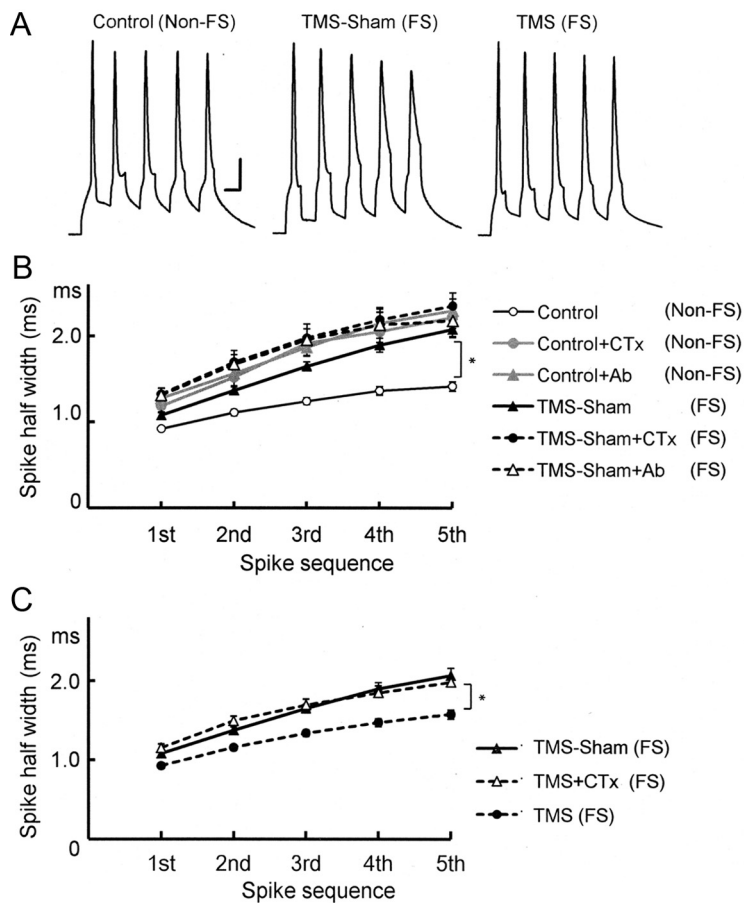 A
Control (Non-FS)
TMS-Sham (FS)
TMS (FS)
B
ms
2.0
1.0
0
Spike half width (ms)
1st 2nd 3rd 4th 5th
Spike sequence
*
Control (Non-FS)
Control+CTx (Non-FS)
Control+Ab (Non-FS)
TMS-Sham (FS)
TMS-Sham+CTx (FS)
TMS-Sham+Ab (FS)
C
ms
2.0
1.0
0
Spike half width (ms)
1st 2nd 3rd 4th 5th
Spike sequence
*
TMS-Sham (FS)
TMS+CTx (FS)
TMS (FS)